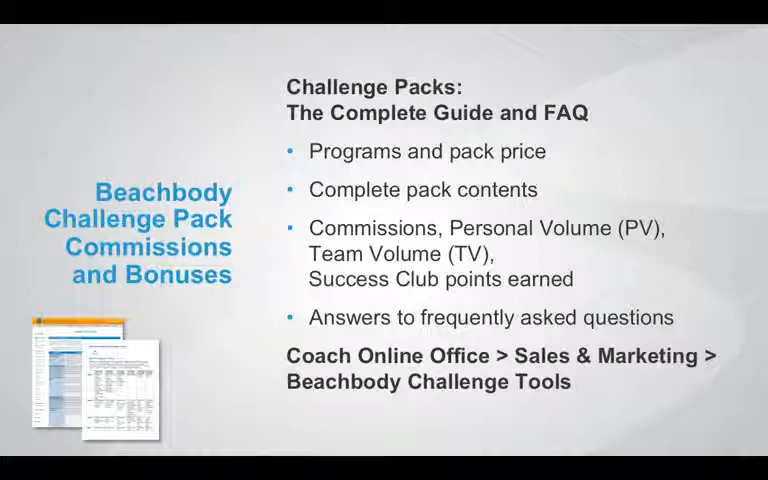 Beachbody
Challenge Pack
Commissions
and Bonuses
Challenge Packs:
The Complete Guide and FAQ
• Programs and pack price
• Complete pack contents
• Commissions, Personal Volume (PV),
Team Volume (TV),
Success Club points earned
• Answers to frequently asked questions
Coach Online Office > Sales & Marketing >
Beachbody Challenge Tools